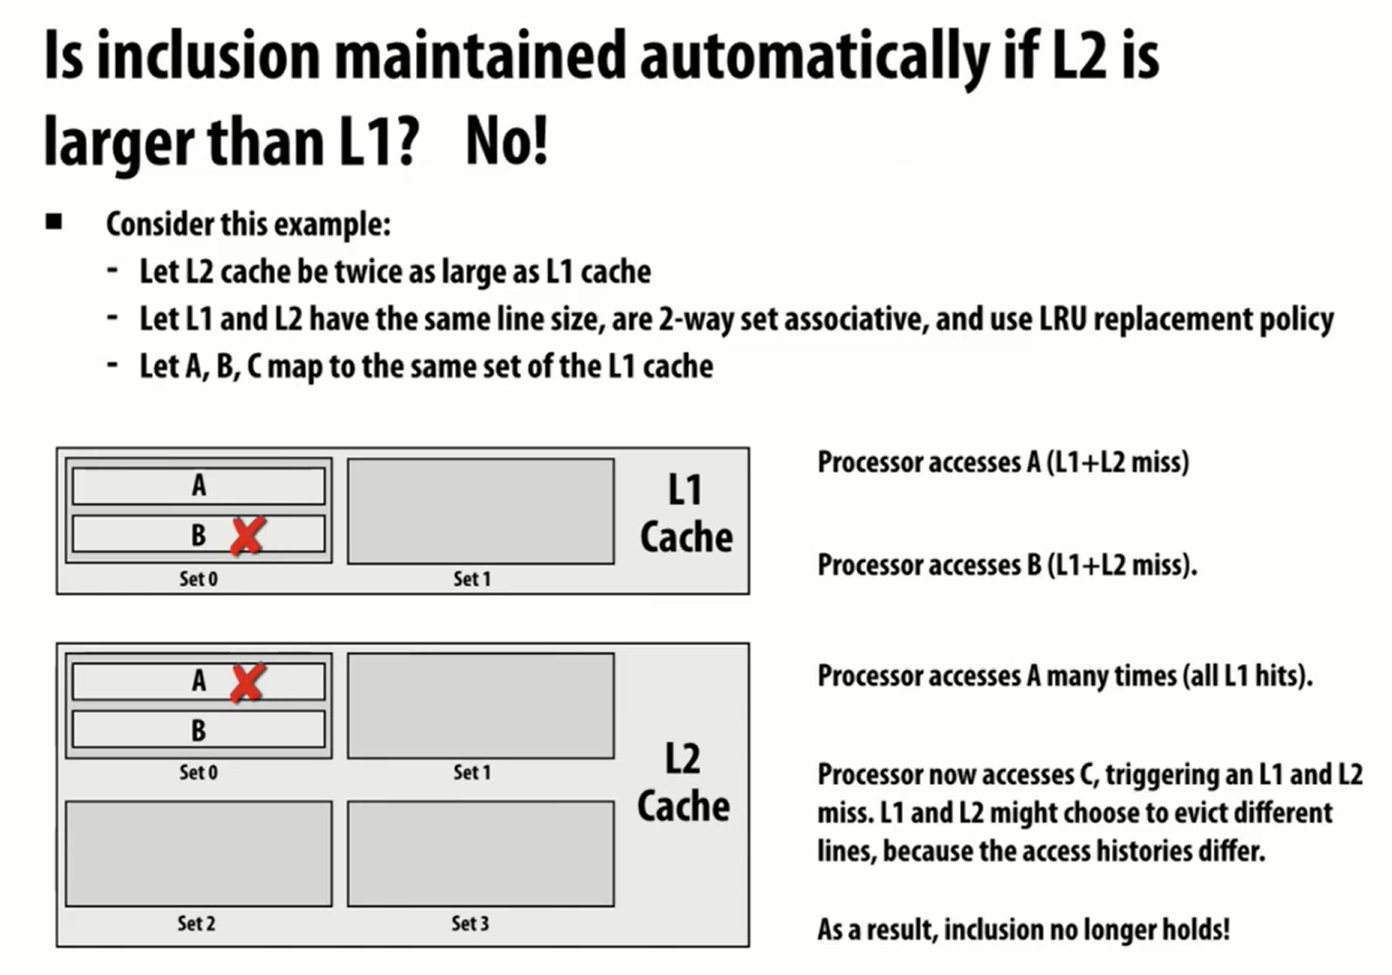 Is inclusion maintained automatically if L2 is
larger than L1? No!
Consider this example:
- Let L2 cache be twice as large as L1 cache
- Let L1 and L2 have the same line size, are 2-way set associative, and use LRU replacement policy
- Let A, B, C map to the same set of the L1 cache
A
B
Set 0
Set 1
L1
Cache
Processor accesses A (L1+L2 miss)
Processor accesses B (L1+L2 miss).
A
B
Set 0
Set 1
Set 2
Set 3
L2
Cache
Processor accesses A many times (all L1 hits).
Processor now accesses C, triggering an L1 and L2
miss. L1 and L2 might choose to evict different
lines, because the access histories differ.
As a result, inclusion no longer holds!